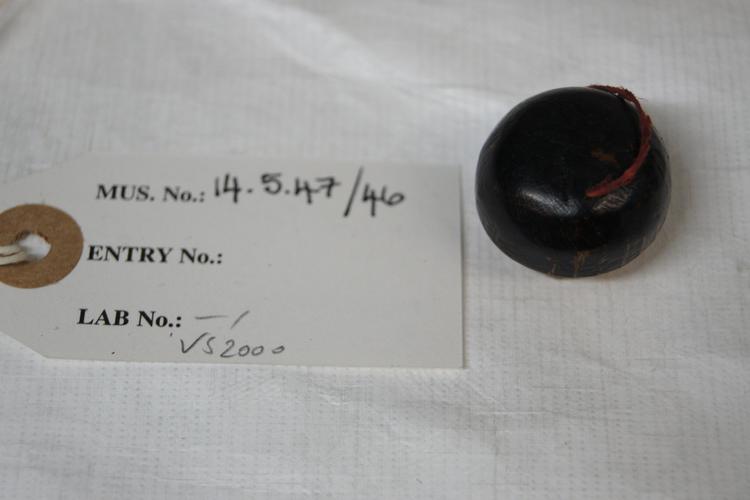 MUS. No.: 14.5.47/46
ENTRY No.:
LAB No.: —/
VS2000